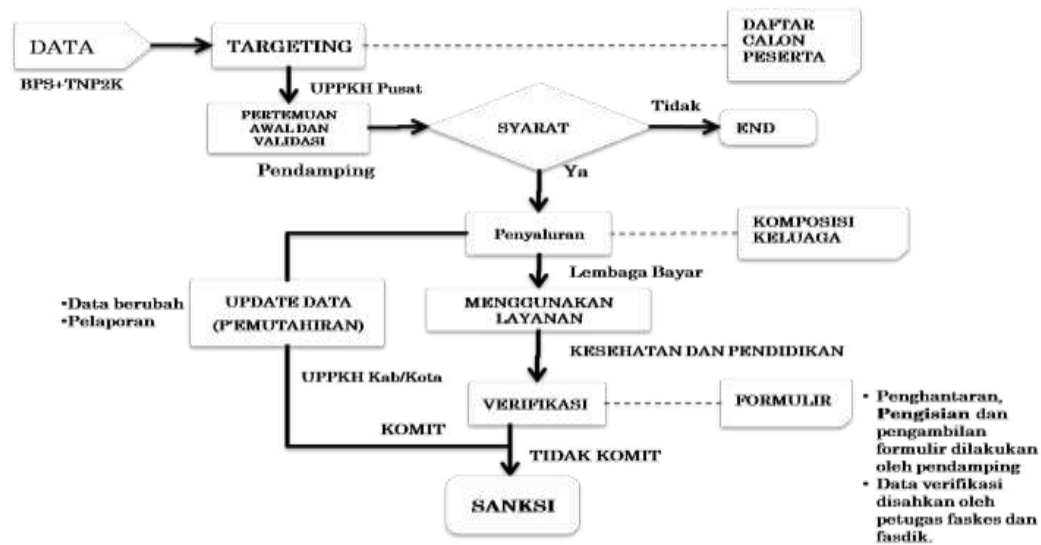 DATA
BPS+TNP2K
TARGETING
DAFTAR
CALON
PESERTA
UPPKH Pusat
PERTEMUAN
AWAL DAN
VALIDASI
Pendamping
SYARAT
Tidak
END
Ya
Penyaluran
KOMPOSISI
KELUAGA
Lembaga Bayar
•Data berubah
•Pelaporan
UPDATE DATA
(P'EMUTAHIRAN)
MENGGUNAKAN
LAYANAN
KESEHATAN DAN PENDIDIKAN
UPPKH Kab/Kota
VERIFIKASI
FORMULIR
• Penghantaran,
Pengisian dan
pengambilan
formulir dilakukan
oleh pendamping
• Data verifikasi
disahkan oleh
petugas faskes dan
fasdik.
KOMIT
TIDAK KOMIT
SANKSI